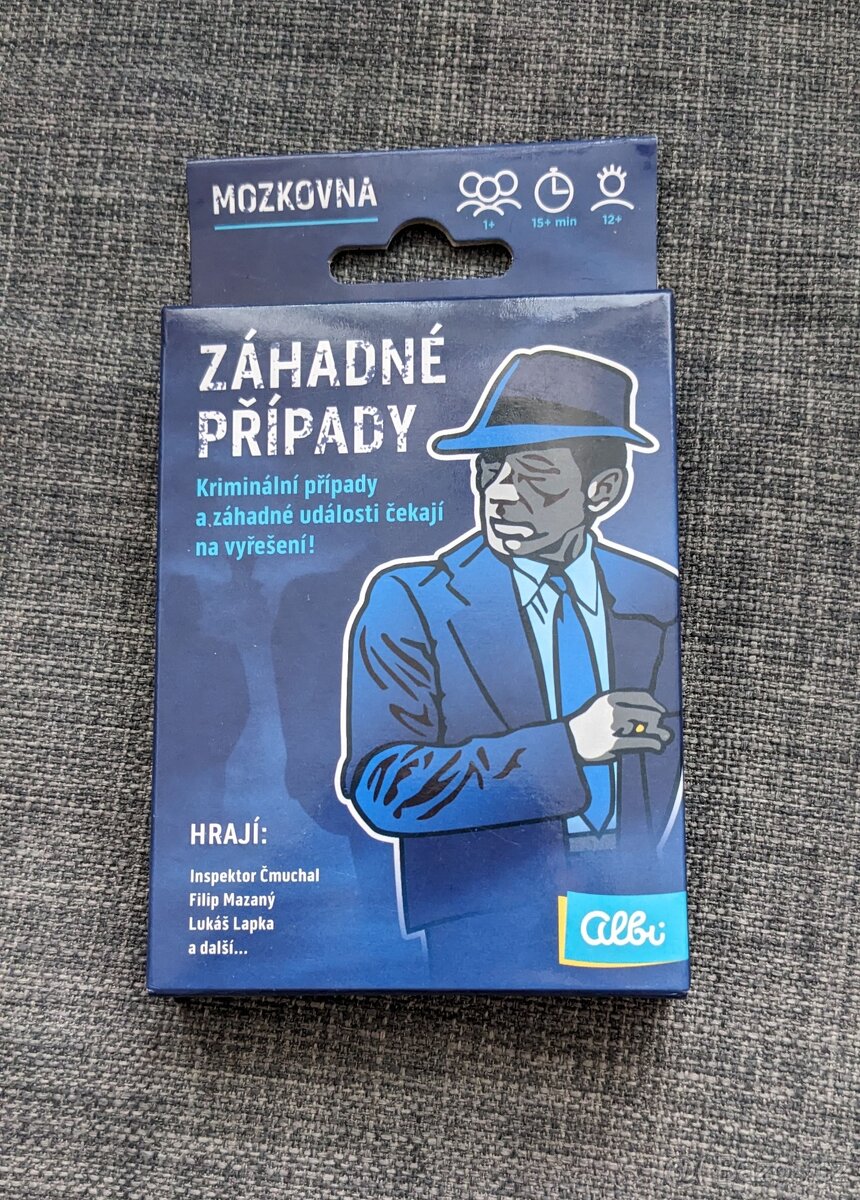 MOZKOVNA
1+
15+ min
12+
ZÁHADNÉ
PŘÍPADY
Kriminální případy
a záhadné události čekají
na vyřešení!
HRAJÍ:
Inspektor Čmuchal
Filip Mazaný
Lukáš Lapka
a další...
albi